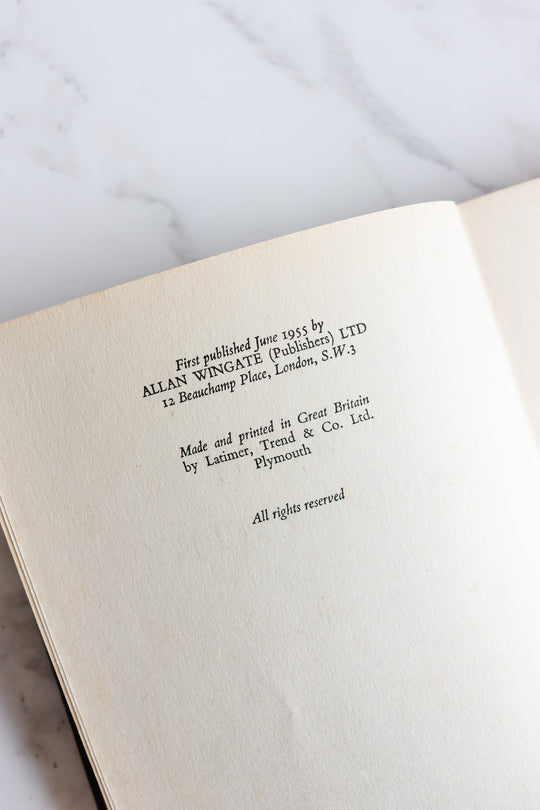 First published June 1955 by
ALLAN WINGATE (Publishers) LTD
12 Beauchamp Place, London, S.W.3
Made and printed in Great Britain
by Latimer, Trend & Co. Ltd.
Plymouth
All rights reserved